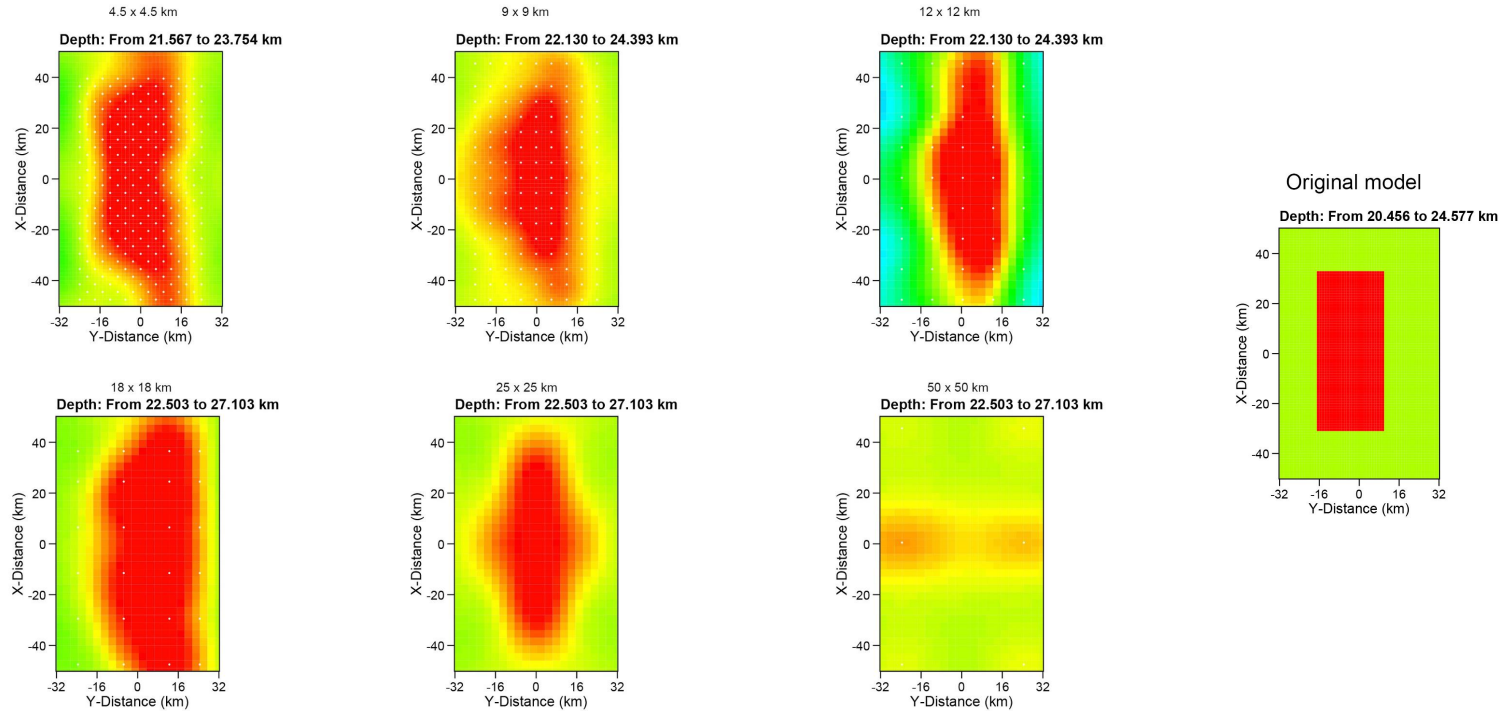 4.5 x 4.5 km
Depth: From 21.567 to 23.754 km
X-Distance (km)
40
20
0
-20
-40
-32 -16 0 16 32
Y-Distance (km)
9 x 9 km
Depth: From 22.130 to 24.393 km
X-Distance (km)
40
20
0
-20
-40
-32 -16 0 16 32
Y-Distance (km)
12 x 12 km
Depth: From 22.130 to 24.393 km
X-Distance (km)
40
20
0
-20
-40
-32 -16 0 16 32
Y-Distance (km)
18 x 18 km
Depth: From 22.503 to 27.103 km
X-Distance (km)
40
20
0
-20
-40
-32 -16 0 16 32
Y-Distance (km)
25 x 25 km
Depth: From 22.503 to 27.103 km
X-Distance (km)
40
20
0
-20
-40
-32 -16 0 16 32
Y-Distance (km)
50 x 50 km
Depth: From 22.503 to 27.103 km
X-Distance (km)
40
20
0
-20
-40
-32 -16 0 16 32
Y-Distance (km)
Original model
Depth: From 20.456 to 24.577 km
X-Distance (km)
40
20
0
-20
-40
-32 -16 0 16 32
Y-Distance (km)